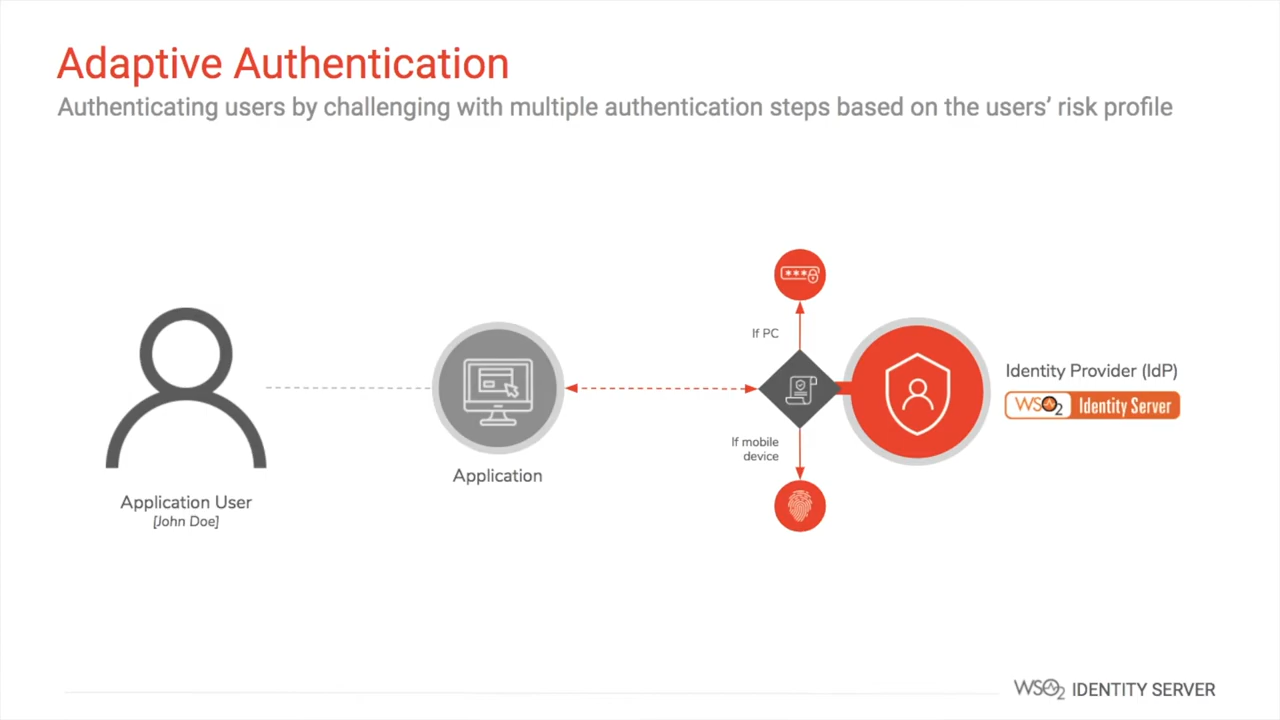 Adaptive Authentication
Authenticating users by challenging with multiple authentication steps based on the users’ risk profile
***
If PC
Identity Provider (IdP)
WSO2 Identity Server
If mobile
device
Application
Application User
[John Doe]
WSO2 IDENTITY SERVER